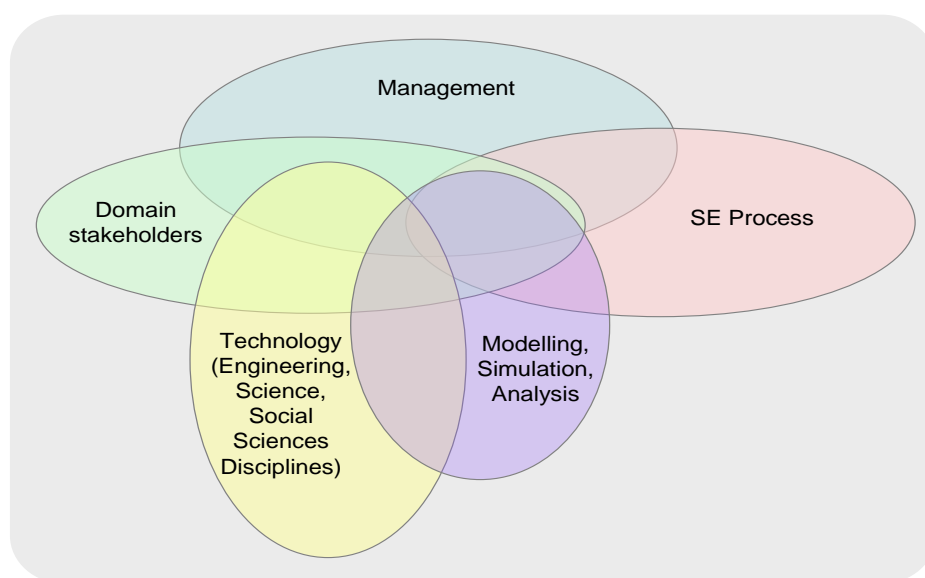 Management
Domain
stakeholders
SE Process
Technology
(Engineering,
Science,
Social
Sciences
Disciplines)
Modelling,
Simulation,
Analysis